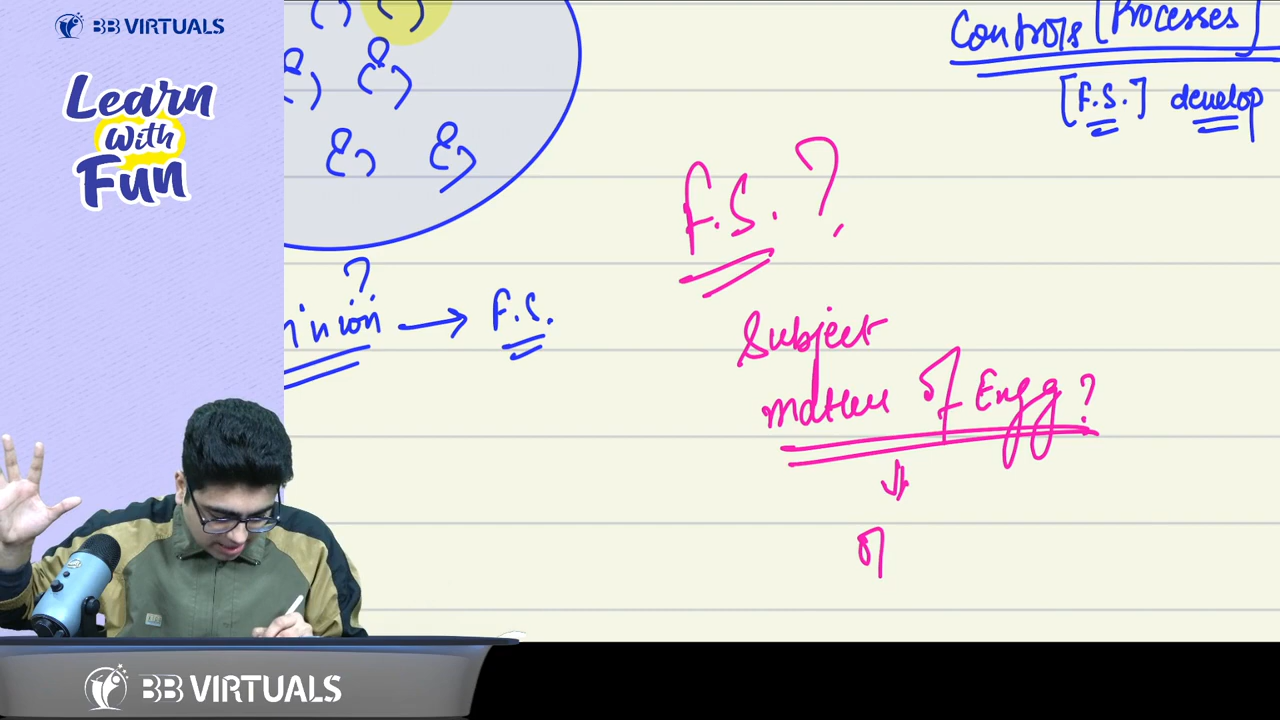 BB VIRTUALS
Learn
With
Fun
Controls [Processes]
[F.S.] develop
F.S. ?
?
inion → F.S.
Subject
matter of Engg?
BB VIRTUALS